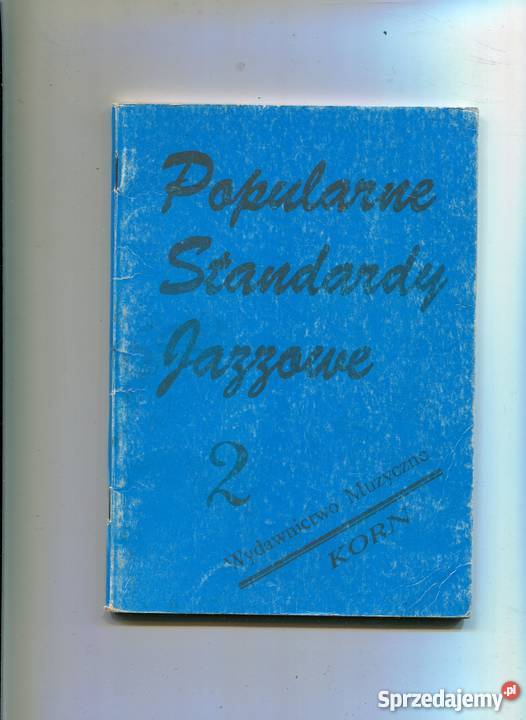 Popularne
Standardy
Jazzowe
2
Wydawnictwo Muzyczne
KORN
Sprzedajemy.pl